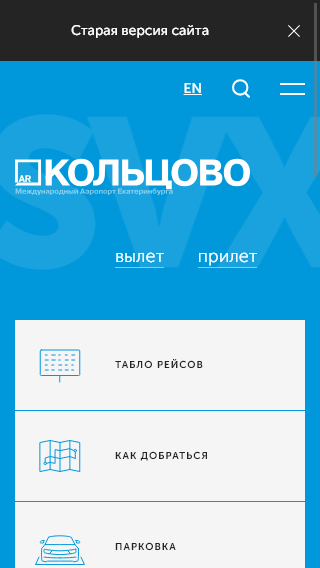 Старая версия сайта
EN
SVX
AR
КОЛЬЦОВО
Международный Аэропорт Екатеринбурга
вылет прилет
ТАБЛО РЕЙСОВ
КАК ДОБРАТЬСЯ
ПАРКОВКА